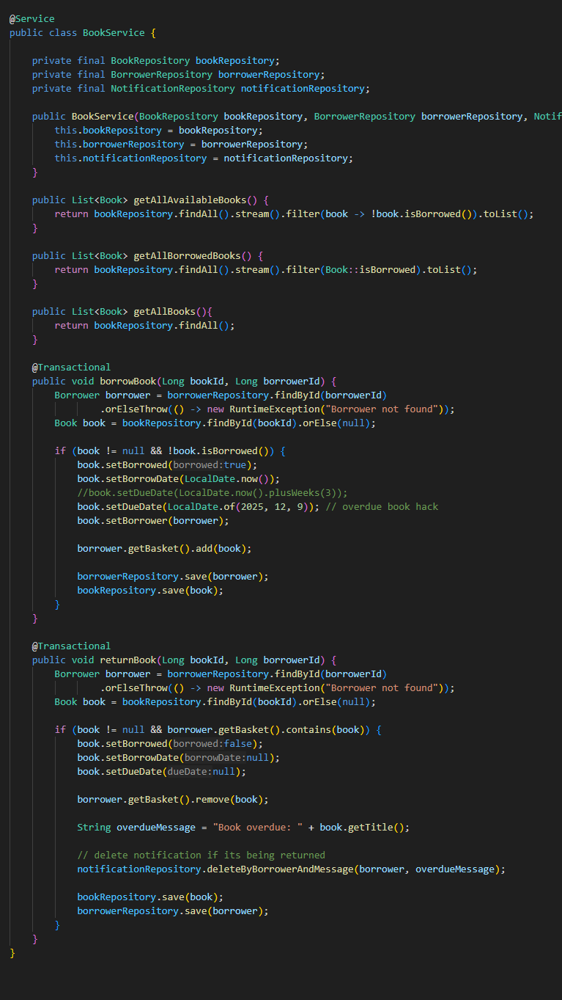 @Service
public class BookService {
private final BookRepository bookRepository;
private final BorrowerRepository borrowerRepository;
private final NotificationRepository notificationRepository;
public BookService(BookRepository bookRepository, BorrowerRepository borrowerRepository, Notif
this.bookRepository = bookRepository;
this.borrowerRepository = borrowerRepository;
this.notificationRepository = notificationRepository;
}
public List<Book> getAllAvailableBooks() {
return bookRepository.findAll().stream().filter(book -> !book.isBorrowed()).toList();
}
public List<Book> getAllBorrowedBooks() {
return bookRepository.findAll().stream().filter(Book::isBorrowed).toList();
}
public List<Book> getAllBooks(){
return bookRepository.findAll();
}
@Transactional
public void borrowBook(Long bookId, Long borrowerId) {
Borrower borrower = borrowerRepository.findById(borrowerId)
.orElseThrow(() -> new RuntimeException("Borrower not found"));
Book book = bookRepository.findById(bookId).orElse(null);
if (book != null && !book.isBorrowed()) {
book.setBorrowed(borrowed:true);
book.setBorrowDate(LocalDate.now());
//book.setDueDate(LocalDate.now().plusWeeks(3));
book.setDueDate(LocalDate.of(2025, 12, 9)); // overdue book hack
book.setBorrower(borrower);
borrower.getBasket().add(book);
borrowerRepository.save(borrower);
bookRepository.save(book);
}
}
@Transactional
public void returnBook(Long bookId, Long borrowerId) {
Borrower borrower = borrowerRepository.findById(borrowerId)
.orElseThrow(() -> new RuntimeException("Borrower not found"));
Book book = bookRepository.findById(bookId).orElse(null);
if (book != null && borrower.getBasket().contains(book)) {
book.setBorrowed(borrowed:false);
book.setBorrowDate(borrowDate:null);
book.setDueDate(dueDate:null);
borrower.getBasket().remove(book);
String overdueMessage = "Book overdue: " + book.getTitle();
// delete notification if its being returned
notificationRepository.deleteByBorrowerAndMessage(borrower, overdueMessage);
bookRepository.save(book);
borrowerRepository.save(borrower);
}
}
}